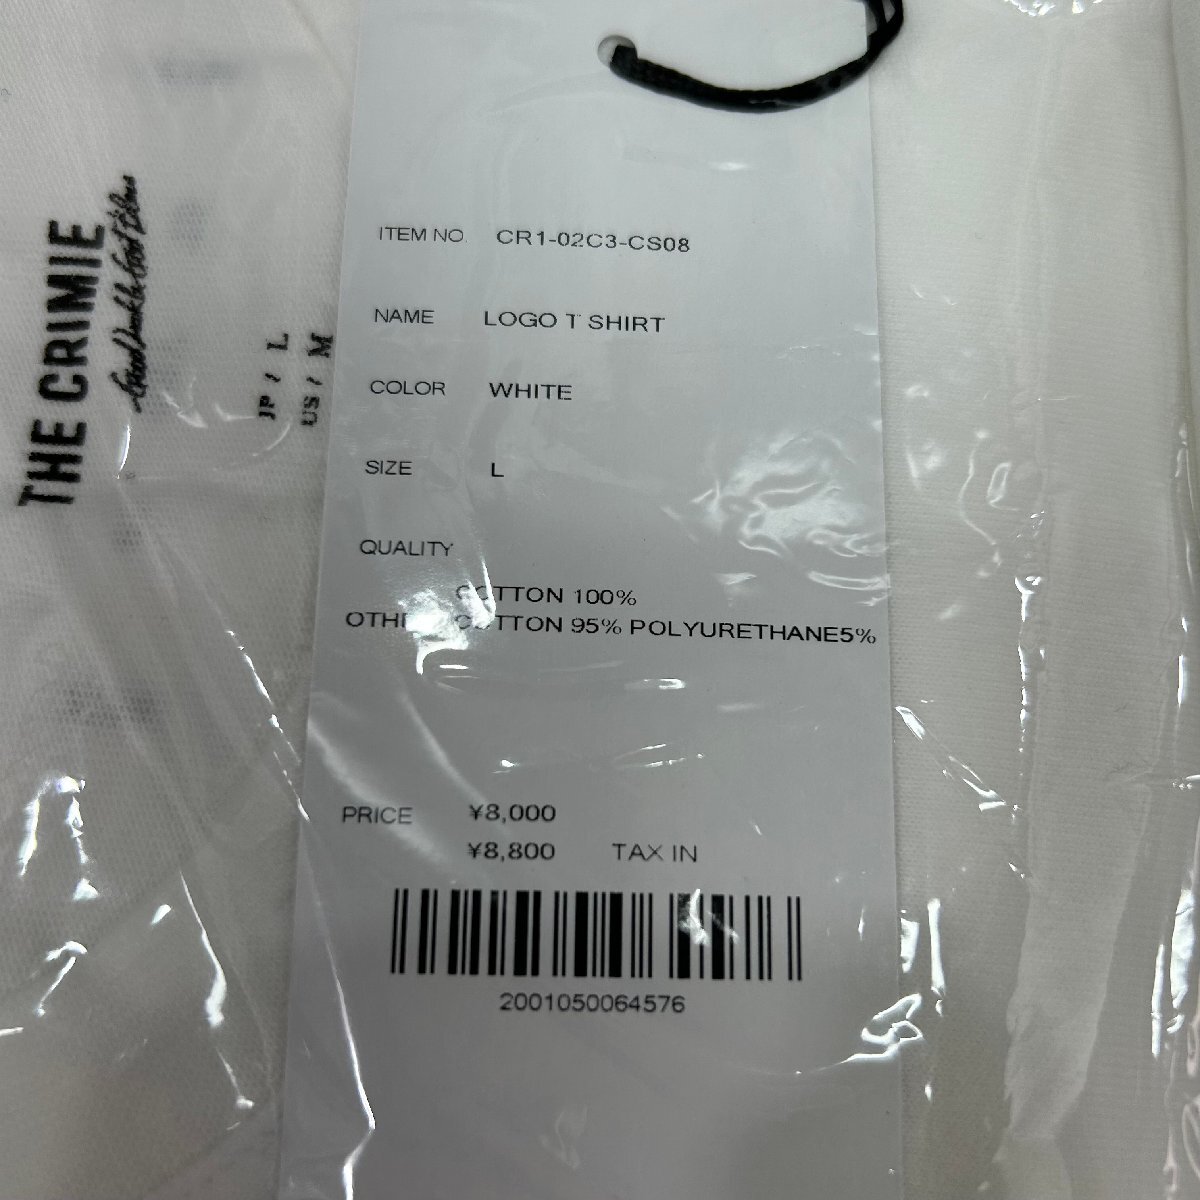 THE CRIMIE
JP / L
US / M
ITEM NO. CR1-02C3-CS08
NAME LOGO T SHIRT
COLOR WHITE
SIZE L
QUALITY
COTTON 100%
OTHER COTTON 95% POLYURETHANE5%
PRICE ¥8,000
¥8,800 TAX IN
2001050064576